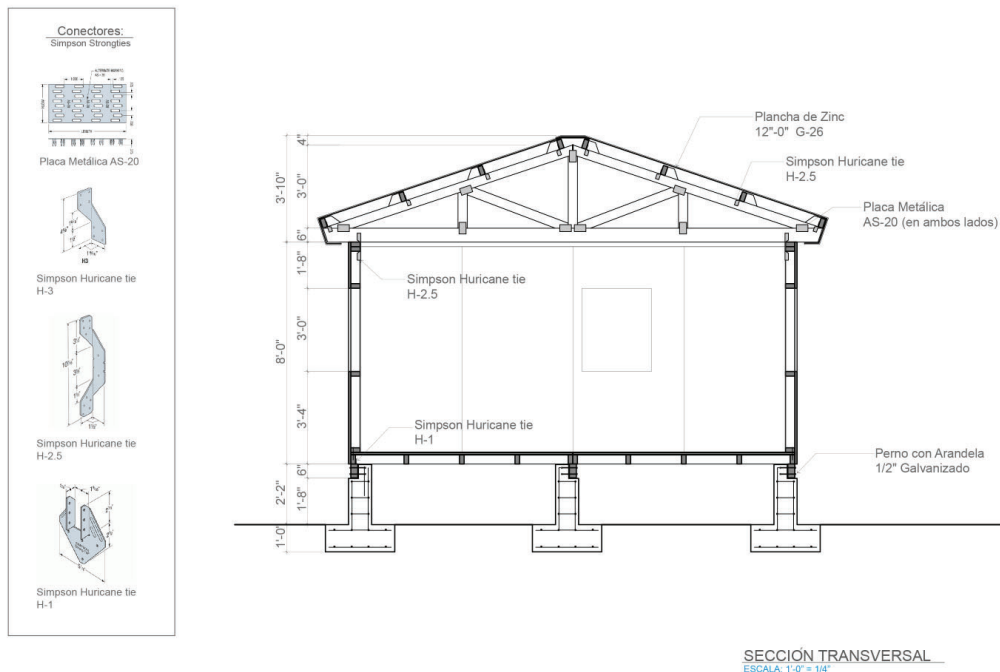 Conectores:
Simpson Strongties
LENGTH
Placa Metálica AS-20
H3
Simpson Huricane tie
H-3
Simpson Huricane tie
H-2.5
Simpson Huricane tie
H-1
4"
3'-0"
3'-10"
6"
1'-8"
3'-0"
8'-0"
3'-4"
6"
2'-2"
1'-8"
1'-0"
Plancha de Zinc
12"-0" G-26
Simpson Huricane tie
H-2.5
Placa Metálica
AS-20 (en ambos lados)
Simpson Huricane tie
H-2.5
Simpson Huricane tie
H-1
Perno con Arandela
1/2" Galvanizado
SECCIÓN TRANSVERSAL
ESCALA: 1'-0" = 1/4"